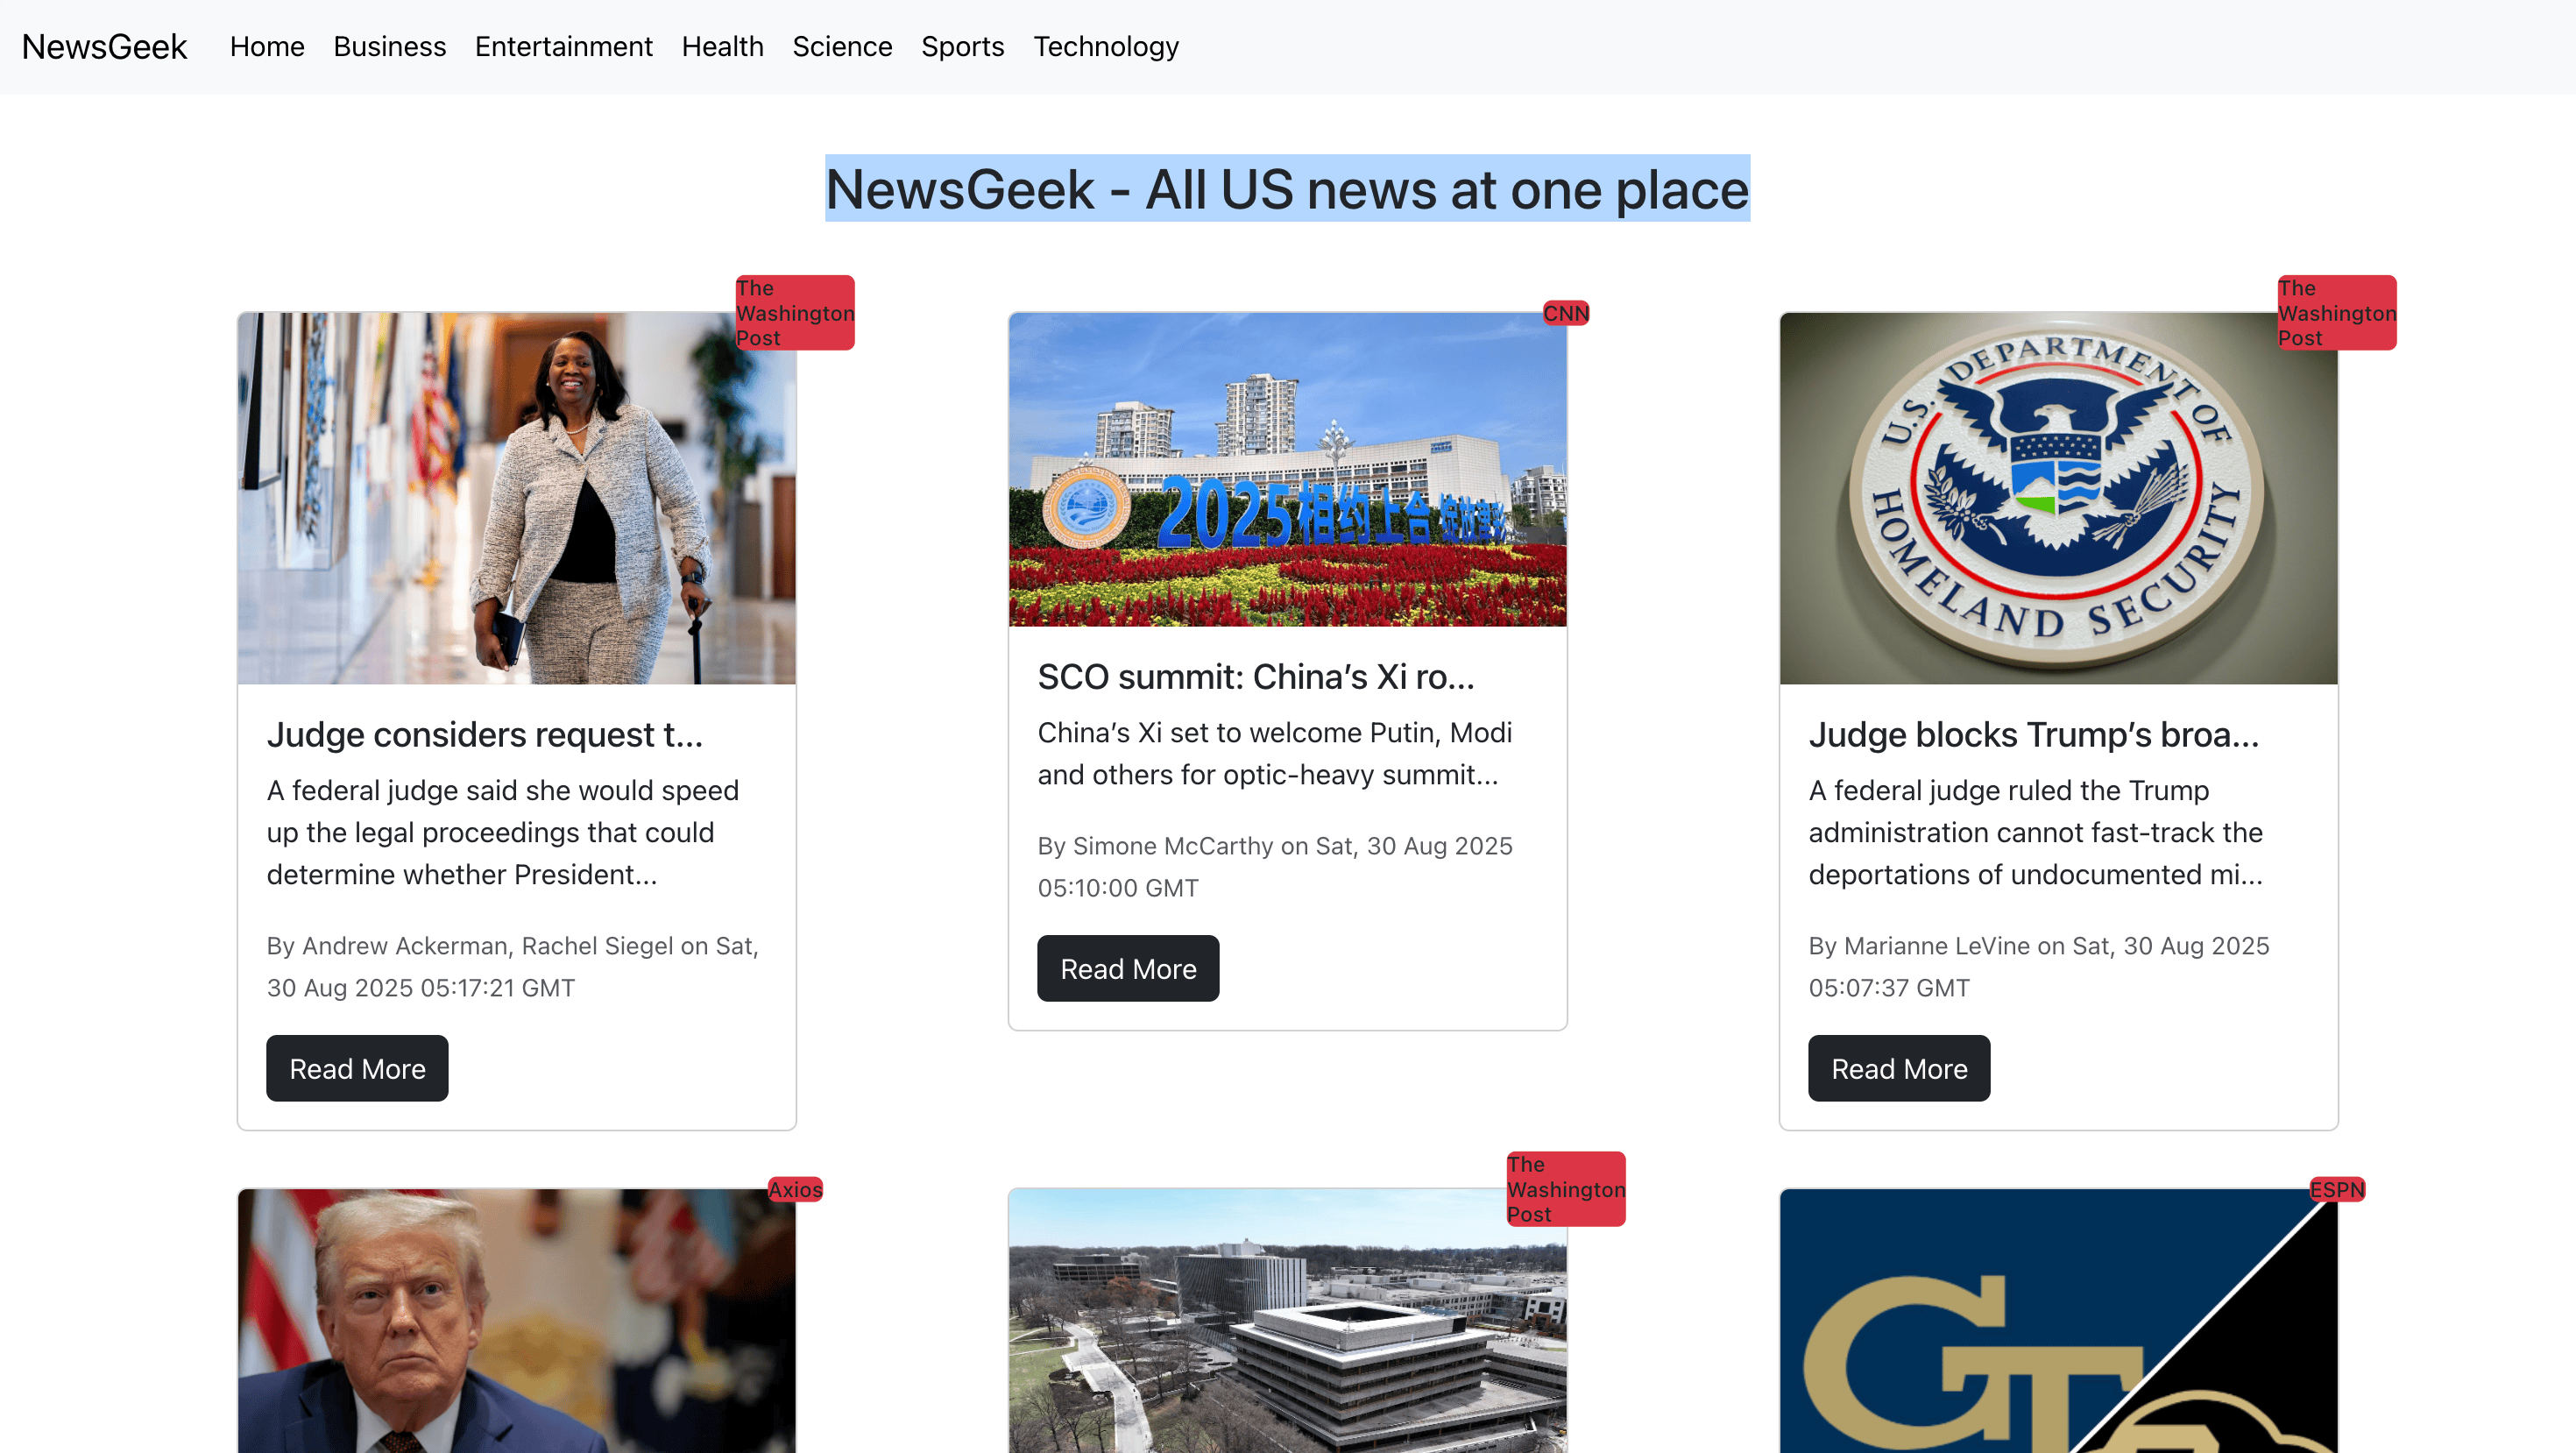 NewsGeek
Home
Business
Entertainment
Health
Science
Sports
Technology
NewsGeek - All US news at one place
The
Washington
Post
Judge considers request t...
A federal judge said she would speed
up the legal proceedings that could
determine whether President...
By Andrew Ackerman, Rachel Siegel on Sat,
30 Aug 2025 05:17:21 GMT
Read More
CNN
2025相约上合
SCO summit: China’s Xi ro...
China’s Xi set to welcome Putin, Modi
and others for optic-heavy summit...
By Simone McCarthy on Sat, 30 Aug 2025
05:10:00 GMT
Read More
The
Washington
Post
U.S. DEPARTMENT OF
HOMELAND SECURITY
Judge blocks Trump’s broa...
A federal judge ruled the Trump
administration cannot fast-track the
deportations of undocumented mi...
By Marianne LeVine on Sat, 30 Aug 2025
05:07:37 GMT
Read More
Axios
The
Washington
Post
ESPN
GT